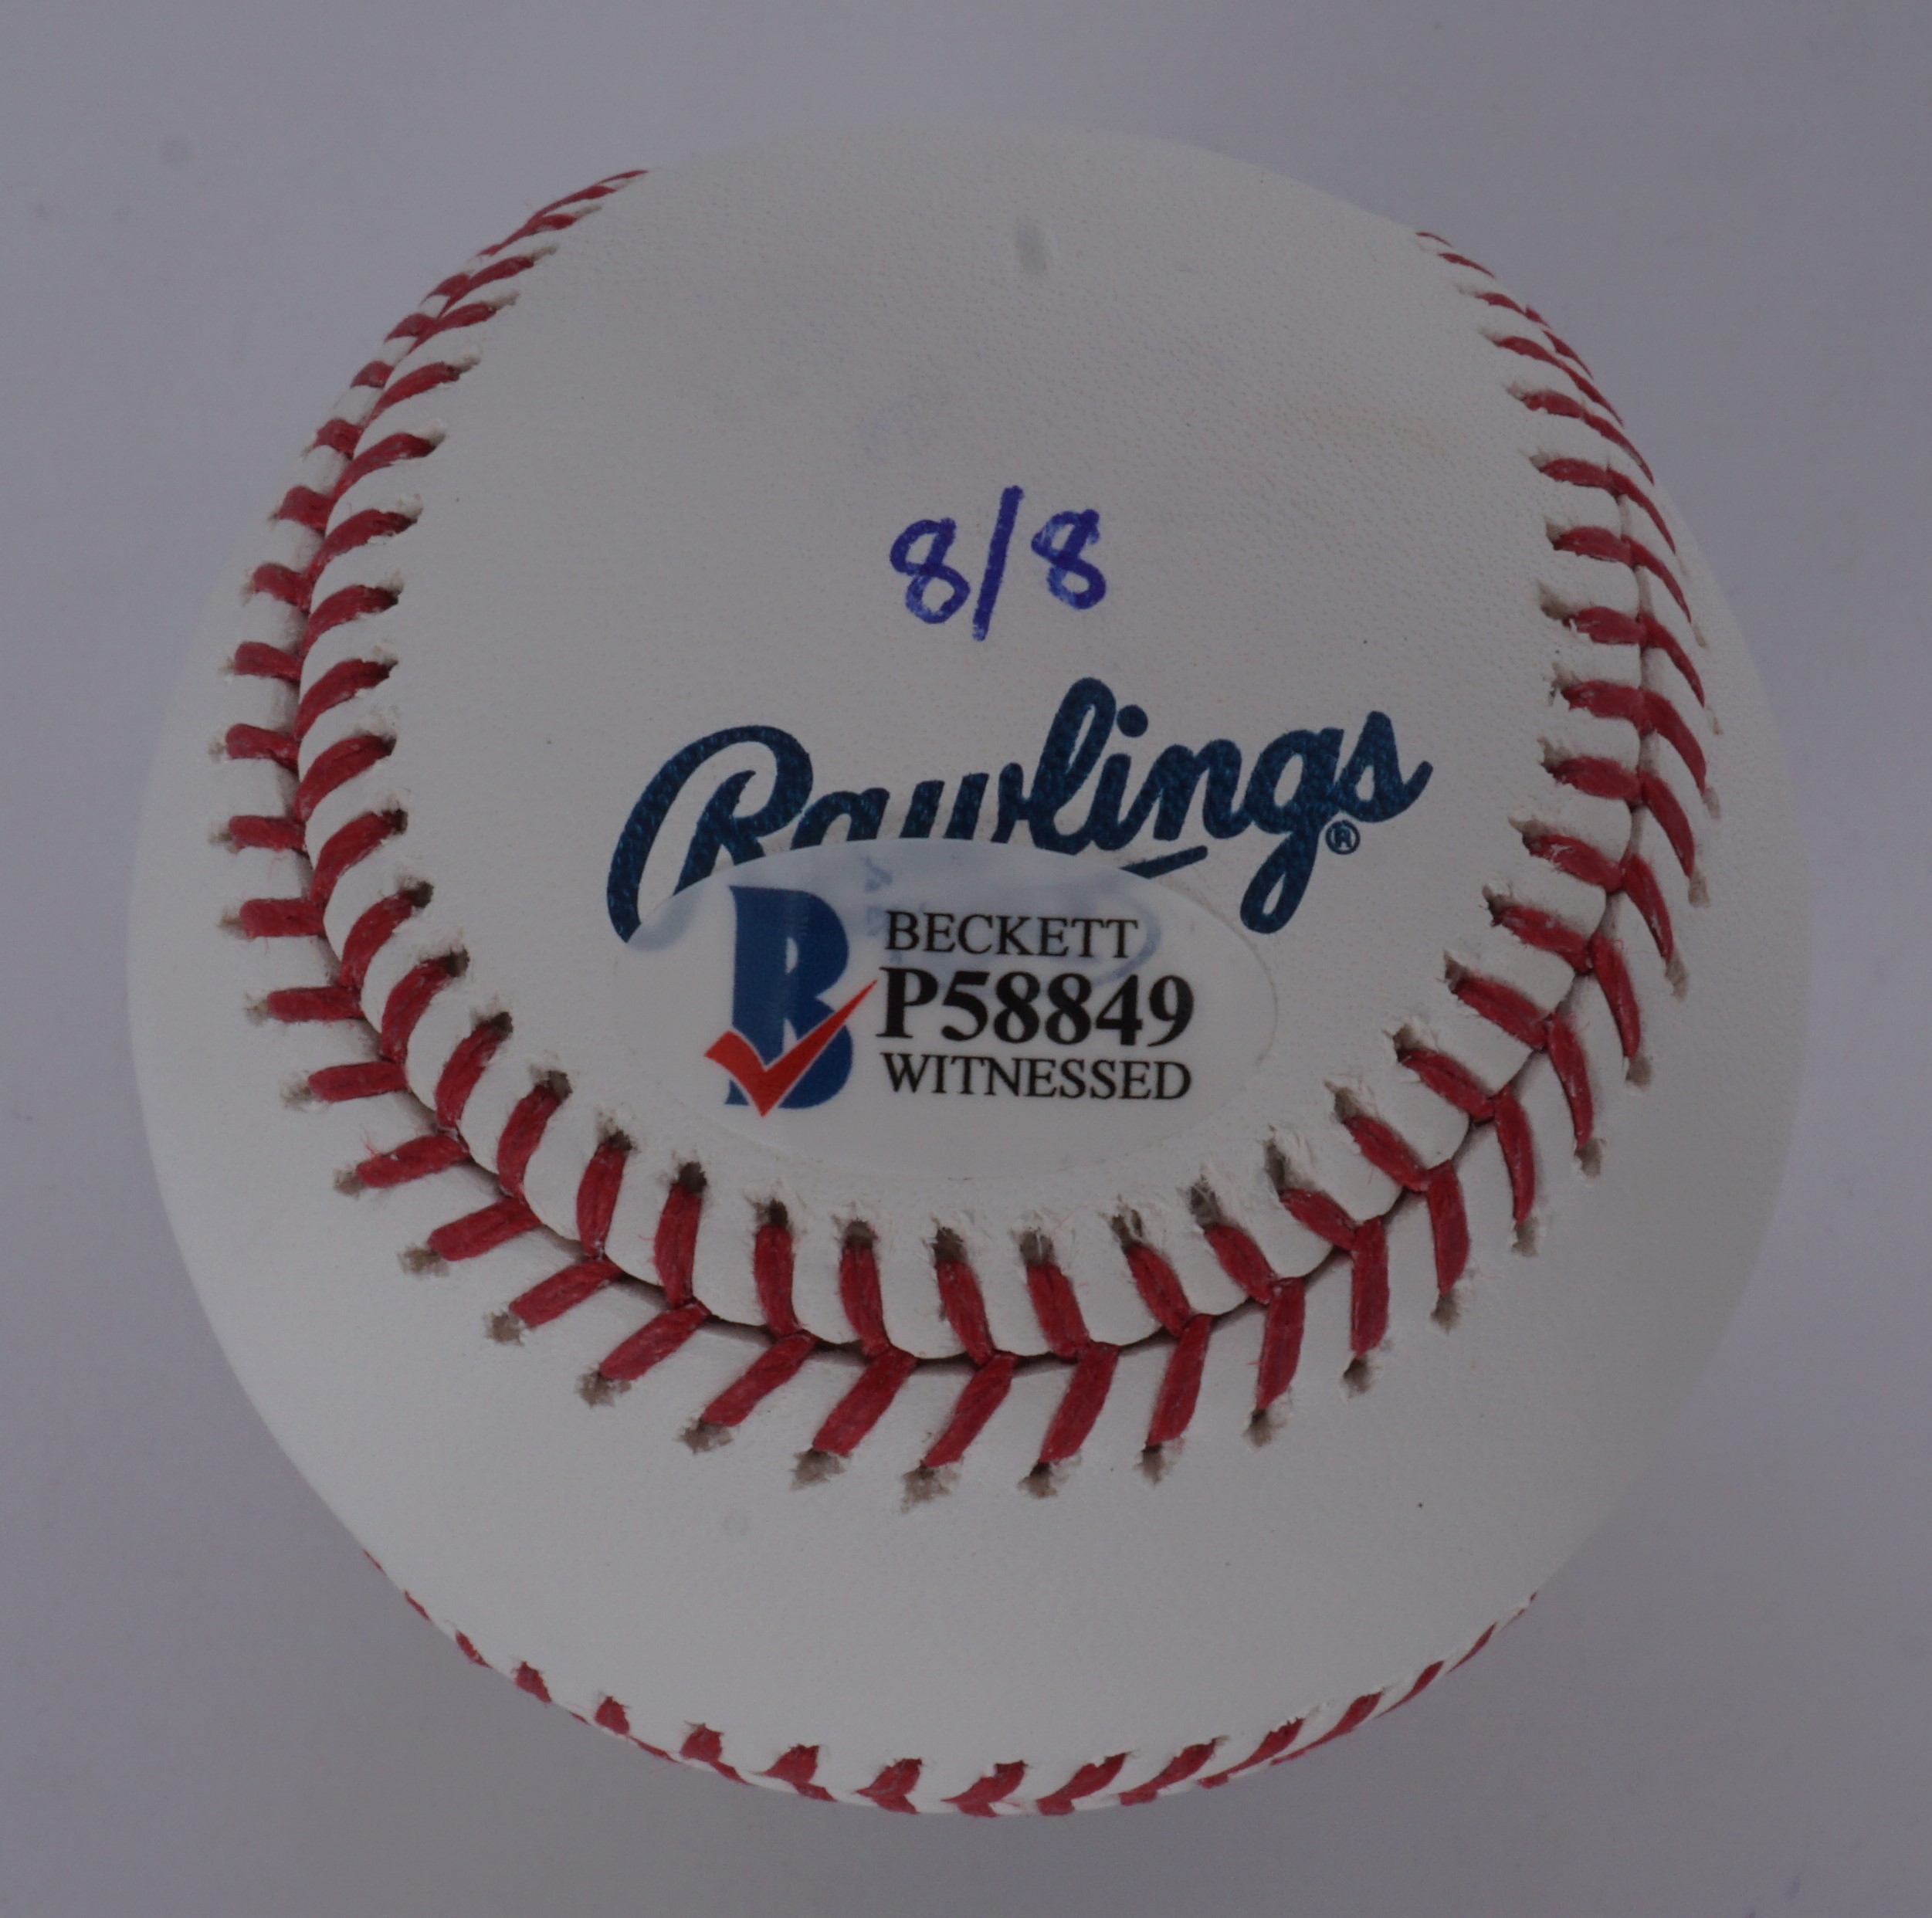 8/8
Rawlings®
BECKETT
P58849
WITNESSED